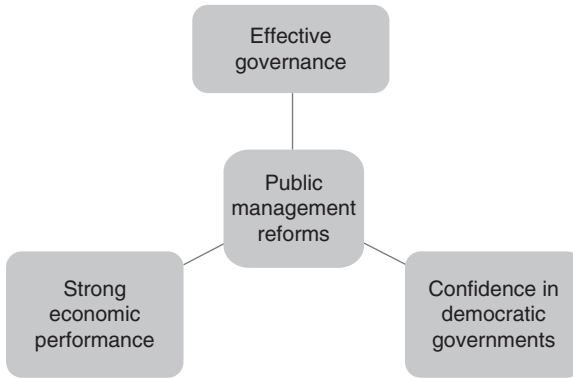 Effective
governance
Public
management
reforms
Strong
economic
performance
Confidence in
democratic
governments